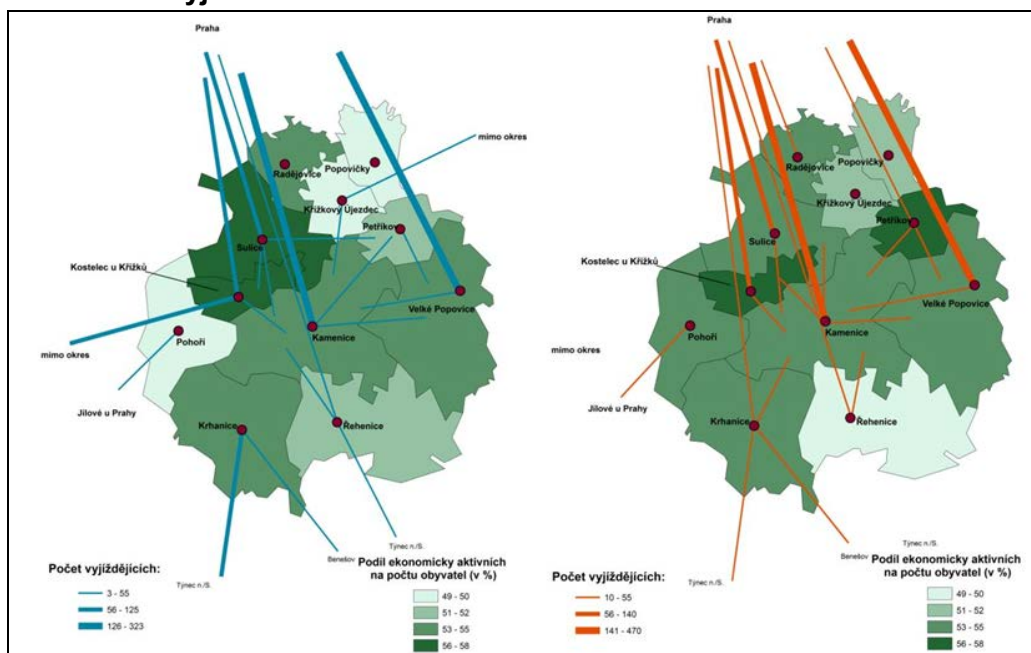 Praha
mimo okres
Radějovice
Popovičky
Křížkový Újezdec
Petříkov
Sulice
Kostelec u Křížků
Velké Popovice
Kamenice
Pohoří
mimo okres
Jílové u Prahy
Krhanice
Řehenice
Týnec n./S.
Benešov
Týnec n./S.
Počet vyjíždějících:
3 - 55
56 - 125
126 - 323
Podíl ekonomicky aktivních
na počtu obyvatel (v %)
49 - 50
51 - 52
53 - 55
56 - 58
Praha
Radějovice
Popovičky
Křížkový Újezdec
Petříkov
Sulice
Kostelec u Křížků
Velké Popovice
Kamenice
Pohoří
mimo okres
Jílové u Prahy
Krhanice
Řehenice
Týnec n./S.
Benešov
Týnec n./S.
Počet vyjíždějících:
10 - 55
56 - 140
141 - 470
Podíl ekonomicky aktivních
na počtu obyvatel (v %)
49 - 50
51 - 52
53 - 55
56 - 58